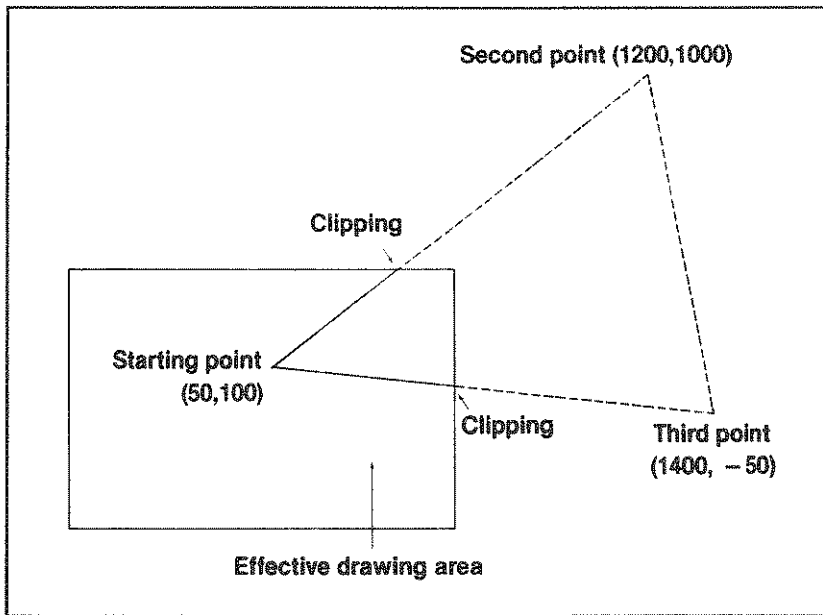 Second point (1200,1000)
Clipping
Starting point
(50,100)
Clipping
Third point
(1400, −50)
Effective drawing area